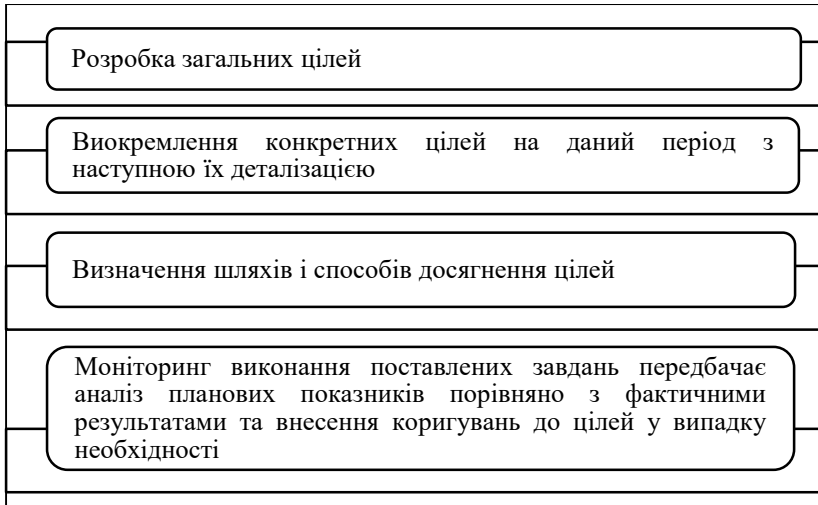 Розробка загальних цілей
Виокремлення конкретних цілей на даний період з
наступною їх деталізацією
Визначення шляхів і способів досягнення цілей
Моніторинг виконання поставлених завдань передбачає
аналіз планових показників порівняно з фактичними
результатами та внесення коригувань до цілей у випадку
необхідності